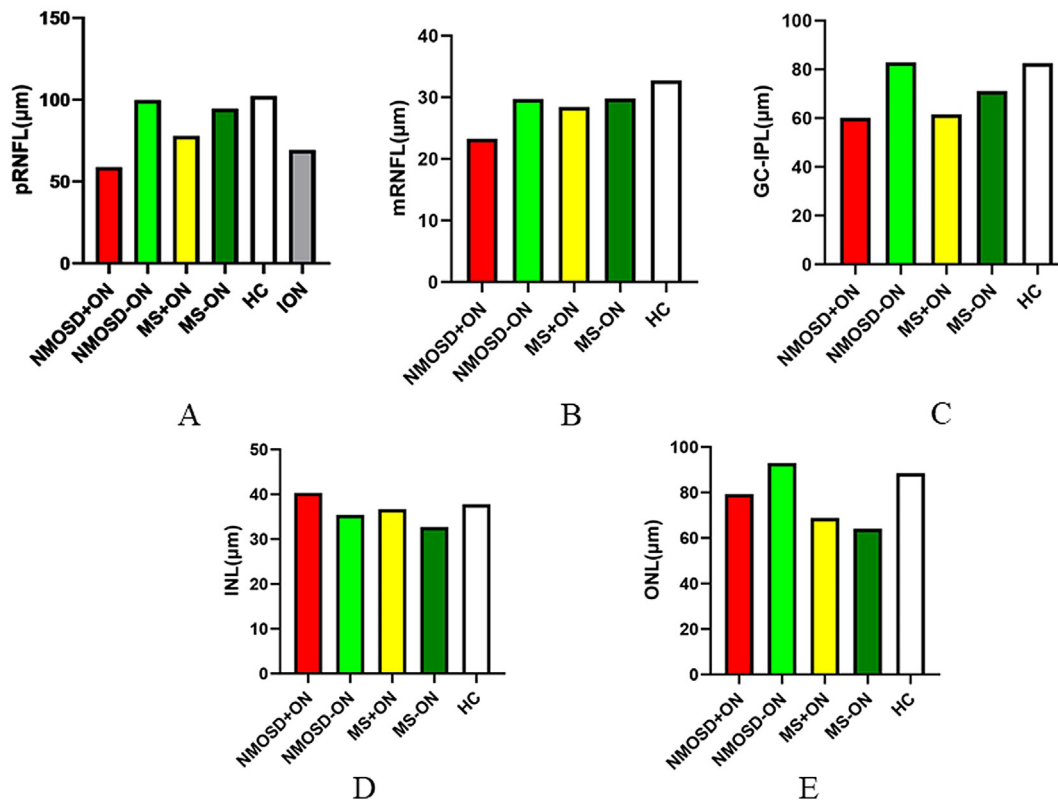 pRNFL(µm)
150
100
50
0
NMOSD+ON
NMOSD-ON
MS+ON
MS-ON
HC
ION
A
mRNFL(µm)
40
30
20
10
0
NMOSD+ON
NMOSD-ON
MS+ON
MS-ON
HC
B
GC-IPL(µm)
100
80
60
40
20
0
NMOSD+ON
NMOSD-ON
MS+ON
MS-ON
HC
C
INL(µm)
50
40
30
20
10
0
NMOSD+ON
NMOSD-ON
MS+ON
MS-ON
HC
D
ONL(µm)
100
80
60
40
20
0
NMOSD+ON
NMOSD-ON
MS+ON
MS-ON
HC
E